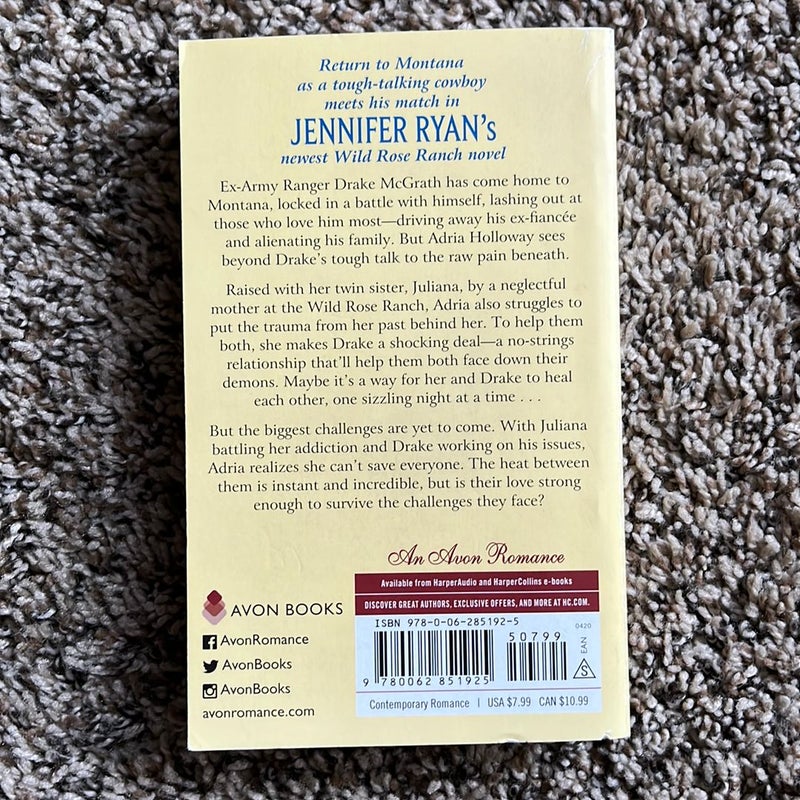 Return to Montana
as a tough-talking cowboy
meets his match in
JENNIFER RYAN's
newest Wild Rose Ranch novel
Ex-Army Ranger Drake McGrath has come home to
Montana, locked in a battle with himself, lashing out at
those who love him most—driving away his ex-fiancée
and alienating his family. But Adria Holloway sees
beyond Drake's tough talk to the raw pain beneath.
Raised with her twin sister, Juliana, by a neglectful
mother at the Wild Rose Ranch, Adria also struggles to
put the trauma from her past behind her. To help them
both, she makes Drake a shocking deal—a no-strings
relationship that'll help them both face down their
demons. Maybe it's a way for her and Drake to heal
each other, one sizzling night at a time . . .
But the biggest challenges are yet to come. With Juliana
battling her addiction and Drake working on his issues,
Adria realizes she can't save everyone. The heat between
them is instant and incredible, but is their love strong
enough to survive the challenges they face?
An Avon Romance
Available from HarperAudio and HarperCollins e-books
DISCOVER GREAT AUTHORS, EXCLUSIVE OFFERS, AND MORE AT HC.COM.
AVON BOOKS
AvonRomance
AvonBooks
AvonBooks
avonromance.com
ISBN 978-0-06-285192-5
50799
0420
EAN
S
9 780062 851925
Contemporary Romance | USA $7.99 CAN $10.99